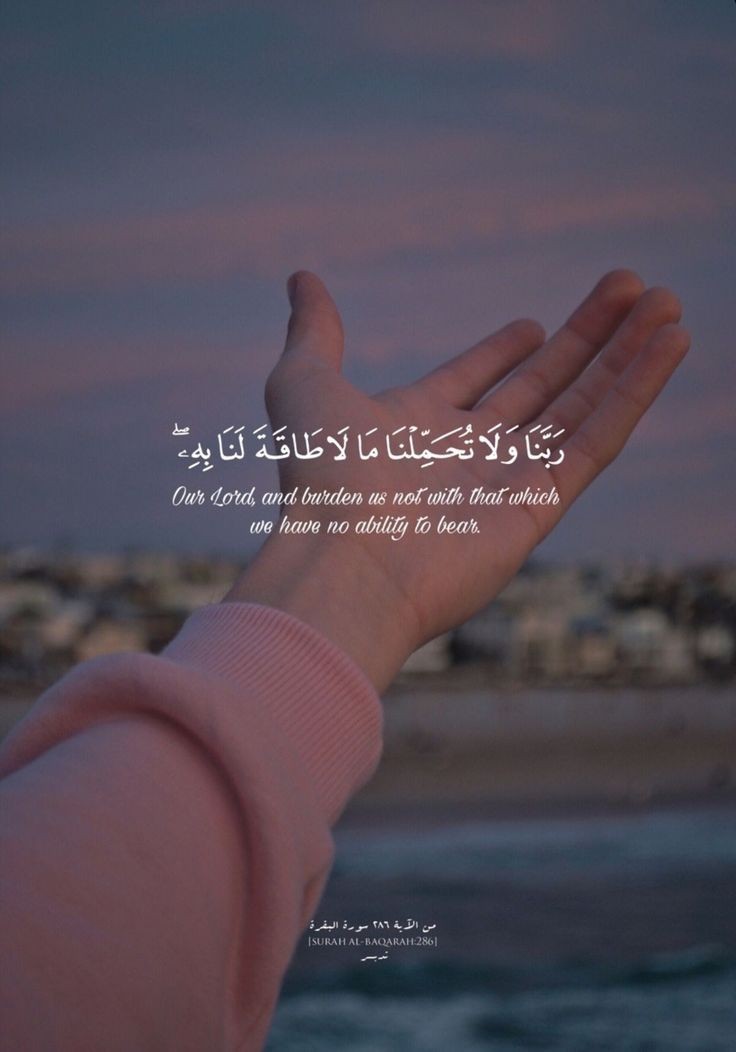 رَبَّنَا وَلَا تُحَمِّلْنَا مَا لَا طَاقَةَ لَنَا بِهِۦۖ
Our Lord, and burden us not with that which
we have no ability to bear.
من الآية ٢٨٦ سورة البقرة
[SURAH AL-BAQARAH:286]
تدبر